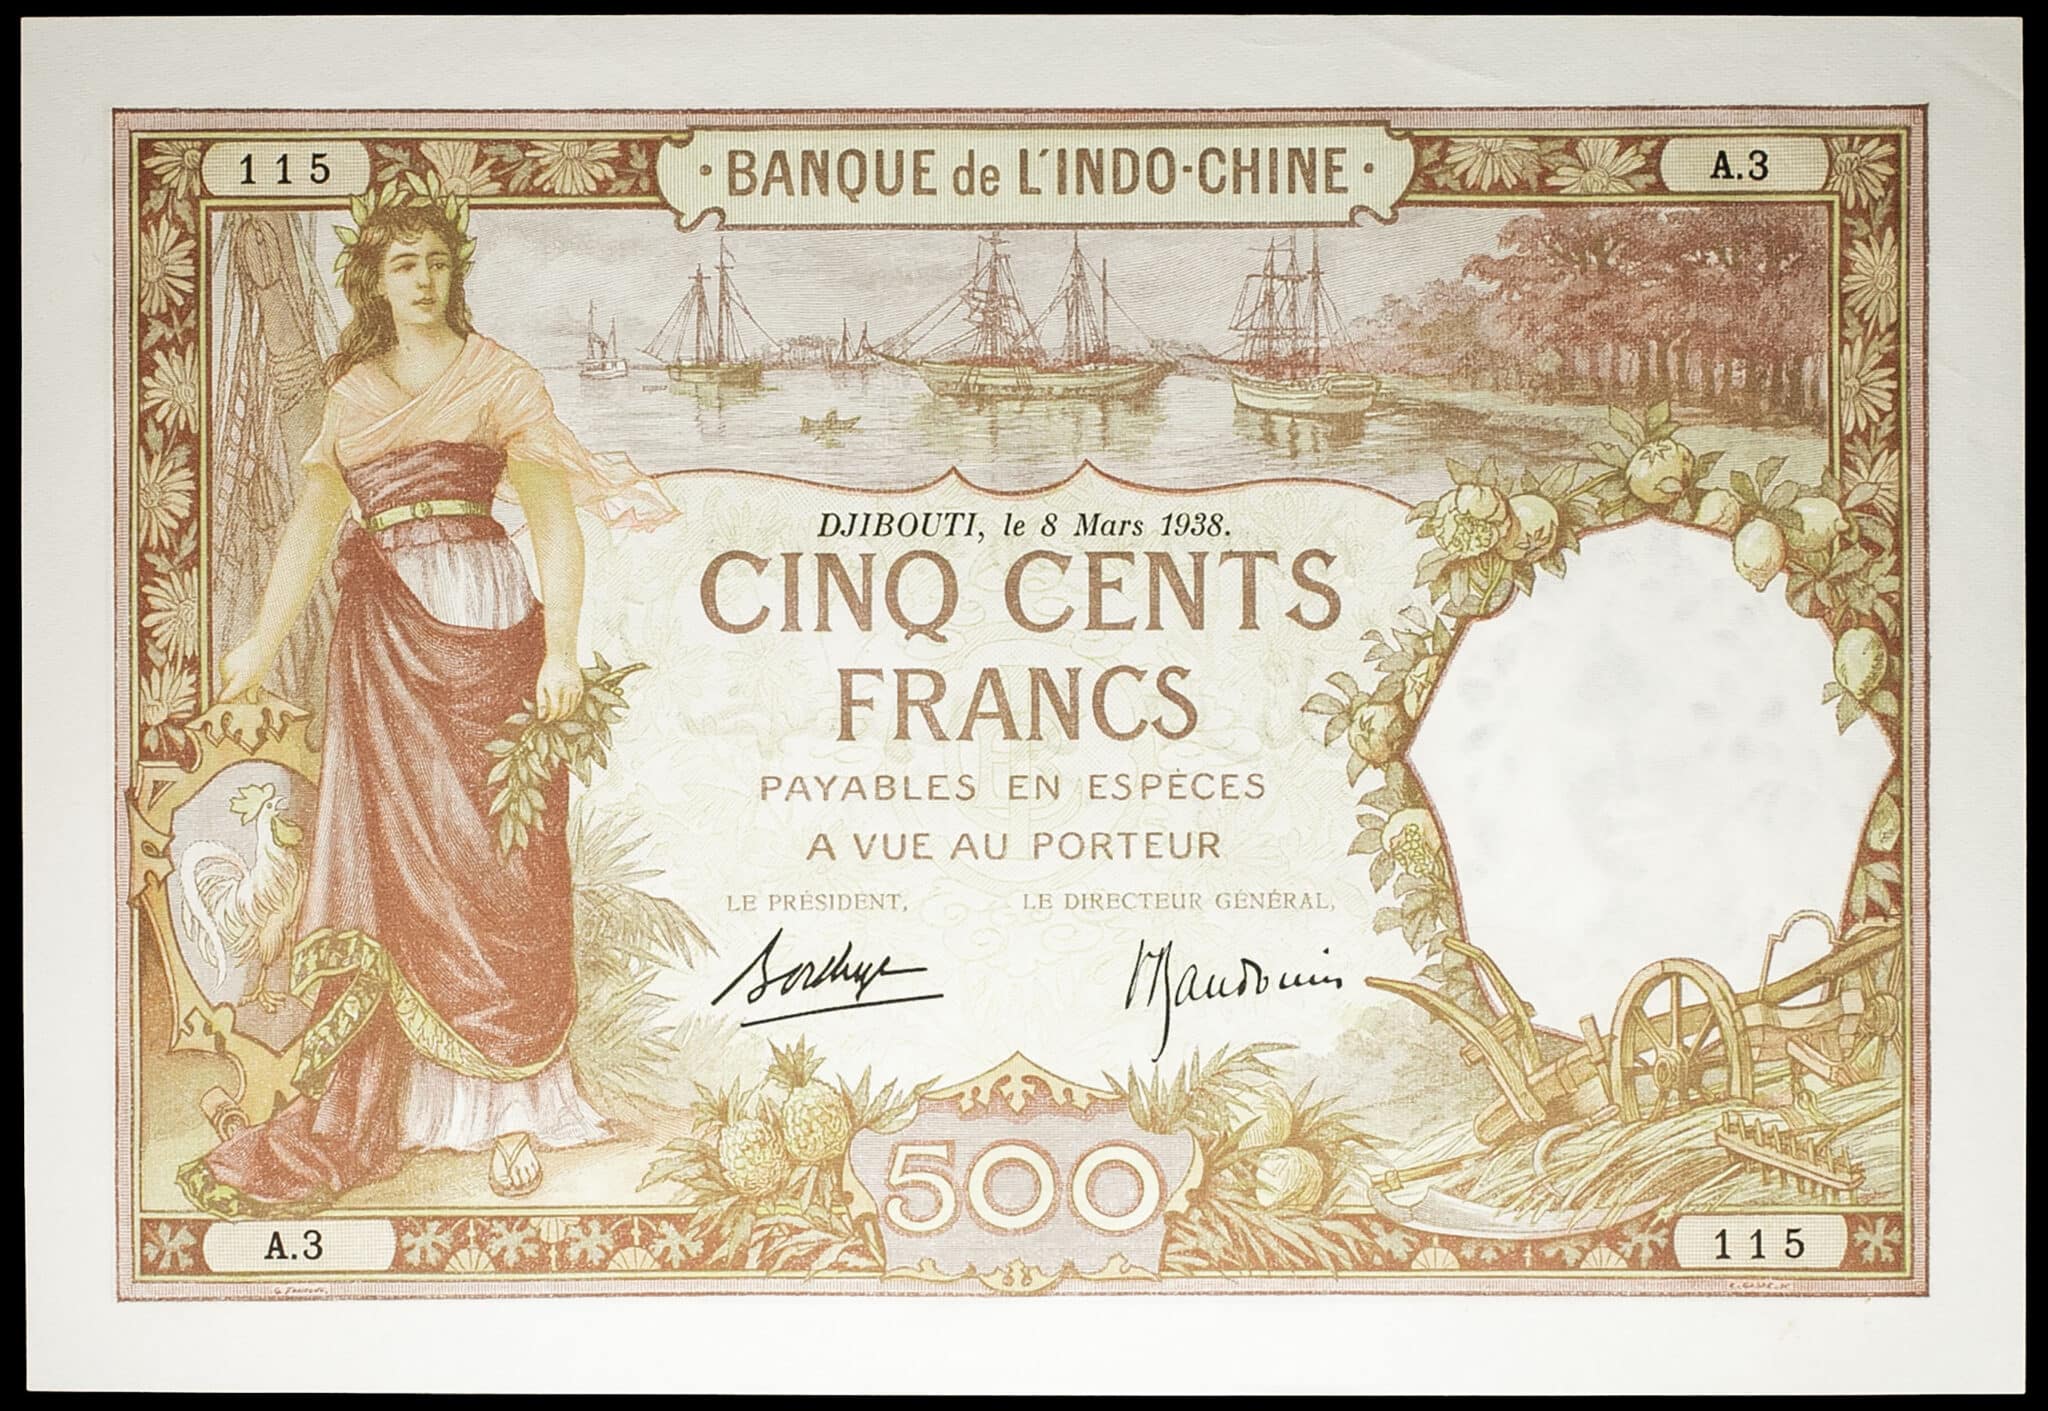 115
· BANQUE de L'INDO-CHINE ·
A.3
DJIBOUTI, le 8 Mars 1938.
CINQ CENTS
FRANCS
PAYABLES EN ESPÈCES
A VUE AU PORTEUR
LE PRÉSIDENT, LE DIRECTEUR GÉNÉRAL,
500
A.3
115